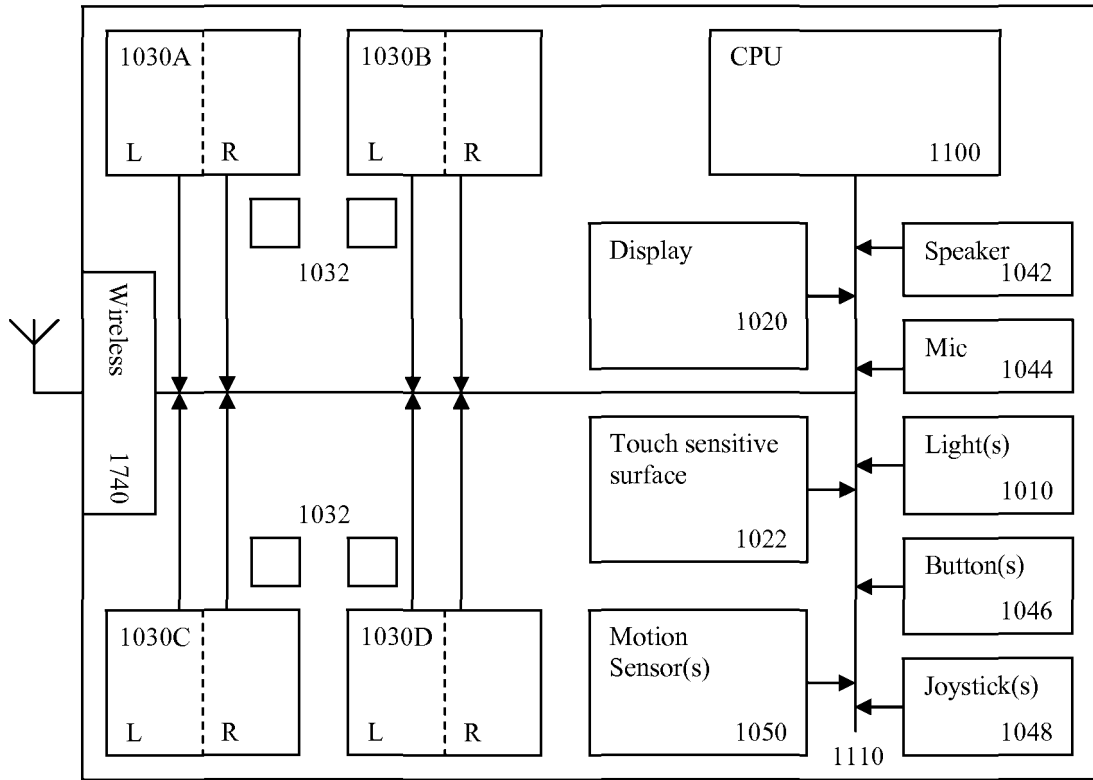 1030A
L R
1030B
L R
CPU
1100
1032
Display
1020
Speaker
1042
Wireless
1740
Mic
1044
Touch sensitive
surface
1022
Light(s)
1010
1032
Button(s)
1046
1030C
L R
1030D
L R
Motion
Sensor(s)
1050
Joystick(s)
1048
1110